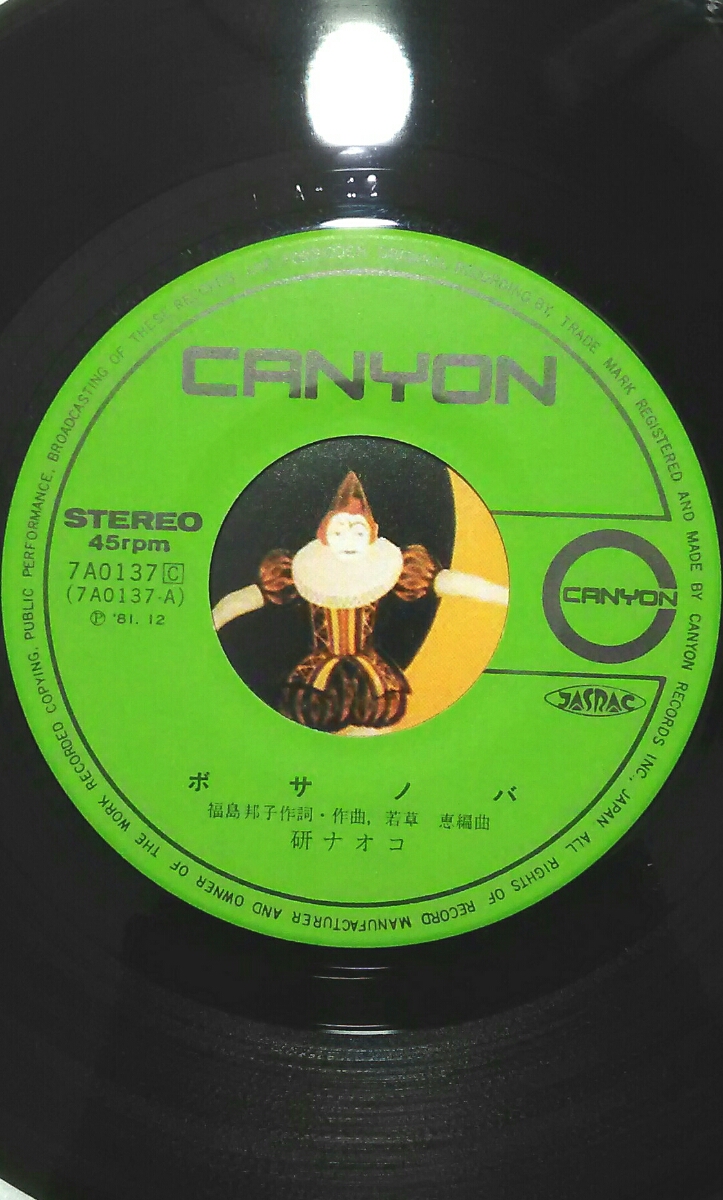 CANYON
STEREO
45rpm
7A0137 C
(7A0137-A)
Ⓟ '81. 12
CANYON
JASRAC
ボサノバ
福島邦子作詞・作曲, 若草 恵編曲
研ナオコ
TRADE MARK REGISTERED AND MADE BY CANYON RECORDS INC., JAPAN ALL RIGHTS OF RECORD MANUFACTURER AND OWNER OF THE WORK RECORDED COPYING, PUBLIC PERFORMANCE, BROADCASTING OF THESE RECORDS